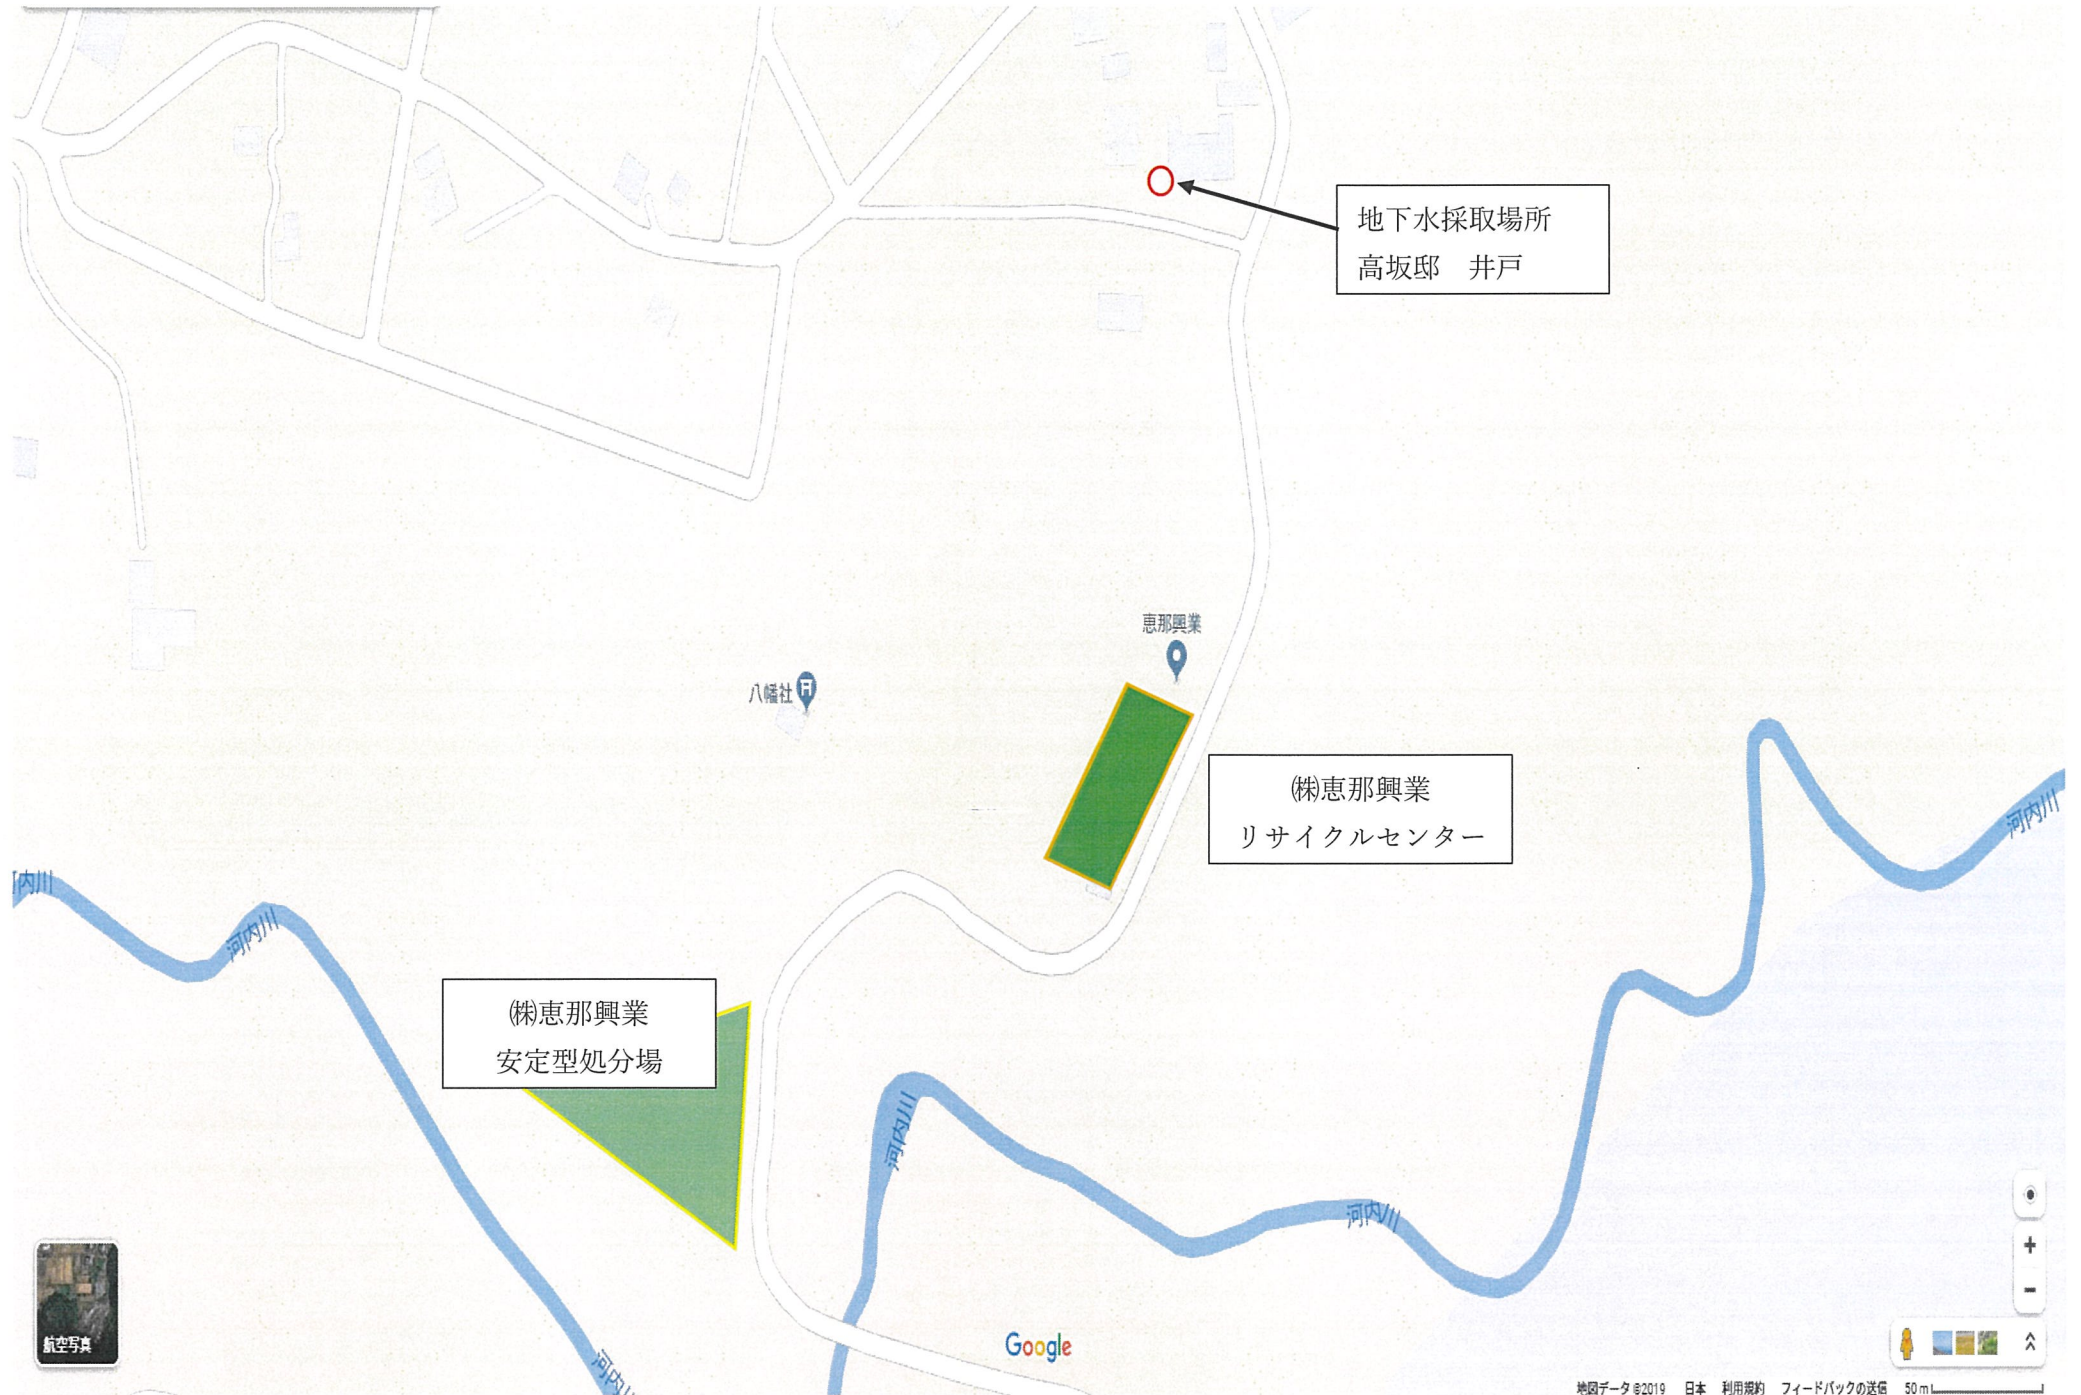 地下水採取場所
高坂邸　井戸
恵那興業
八幡社
㈱恵那興業
リサイクルセンター
河内川
内川
河内川
㈱恵那興業
安定型処分場
河内川
河内川
河内川
航空写真
Google
地図データ ©2019　日本　利用規約　フィードバックの送信　50 m